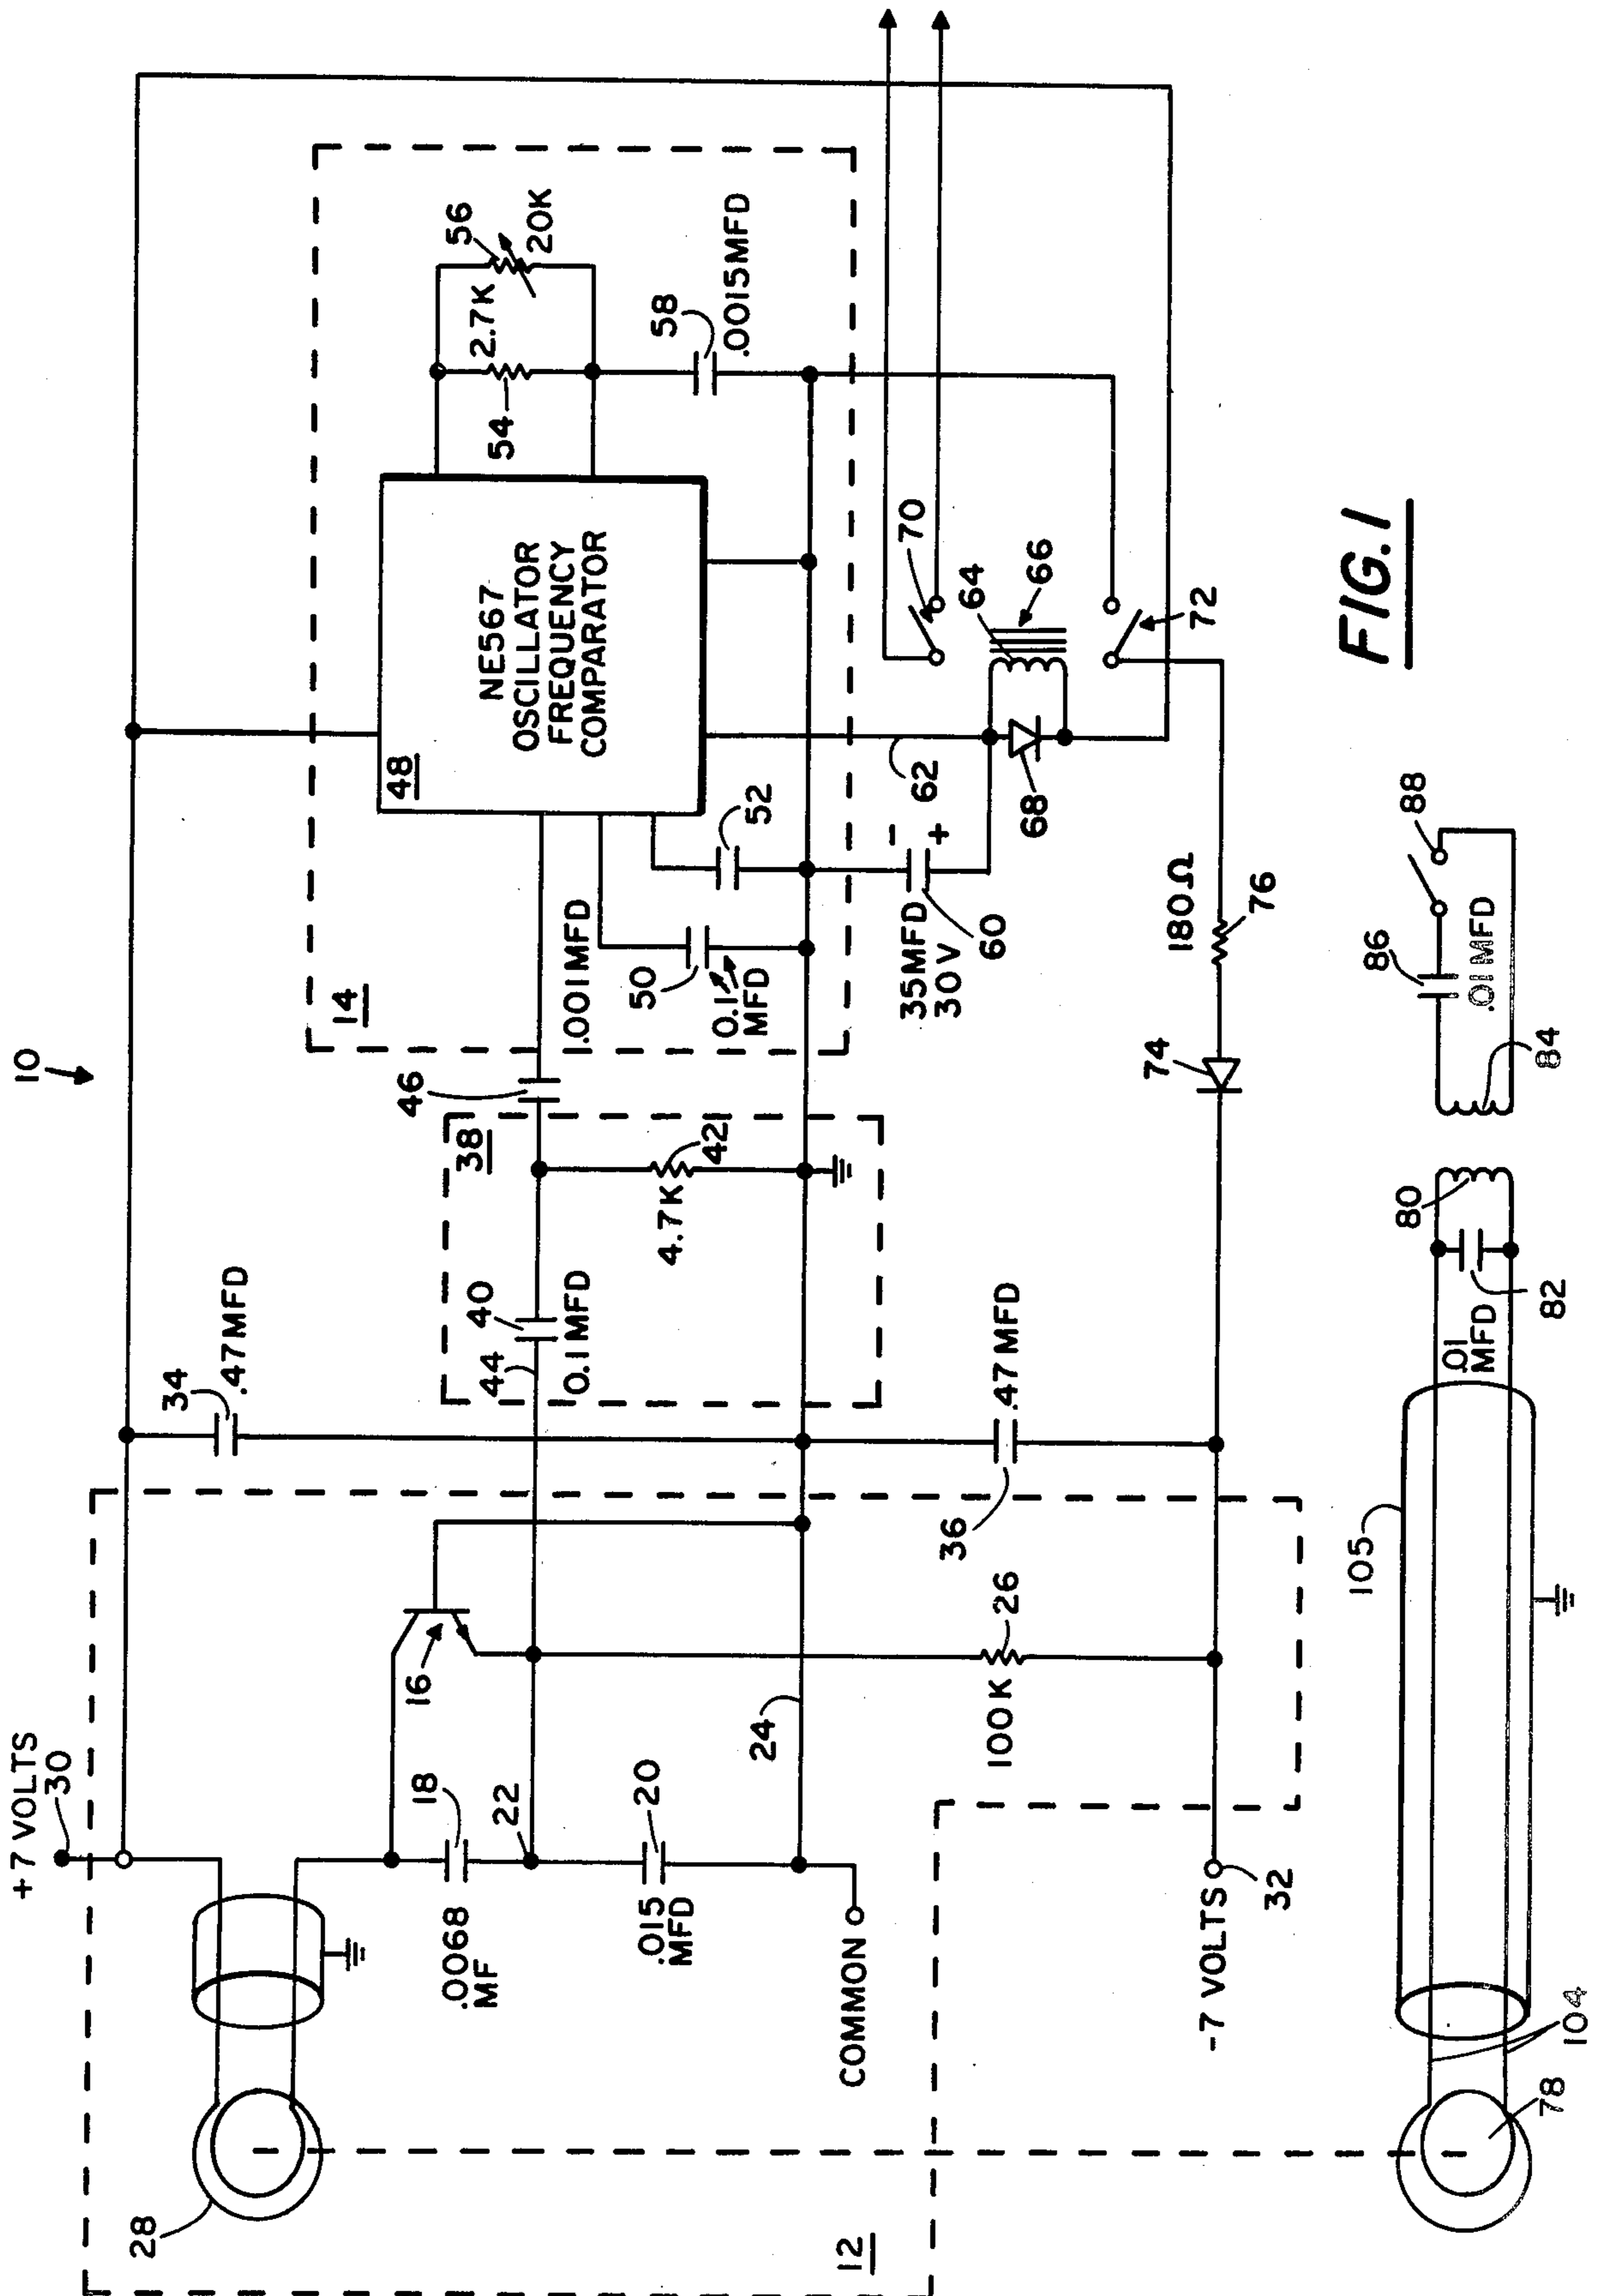 10
+7 VOLTS
30
28
12
.0068
MF
18
22
.015
MFD
20
COMMON
16
24
100K
26
-7 VOLTS
32
34
.47MFD
36
.47MFD
38
44
40
0.1MFD
4.7K
42
46
.001MFD
14
48
NE567
OSCILLATOR
FREQUENCY
COMPARATOR
50
0.1
MFD
52
54
2.7K
56
20K
58
.0015MFD
35MFD
30V
-
+
60
62
68
64
66
70
72
74
180Ω
76
78
104
105
.01
MFD
82
80
84
86
.01MFD
88
FIG.1